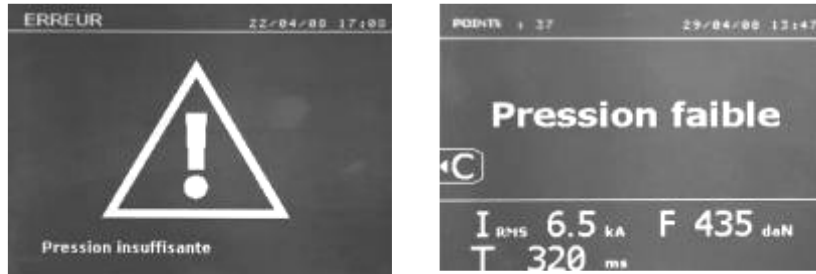 ERREUR 22/04/08 17:08
!
Pression insuffisante
POINTS : 37 29/04/08 13:47
Pression faible
◂C
I RMS 6.5 kA F 435 daN
T 320 ms